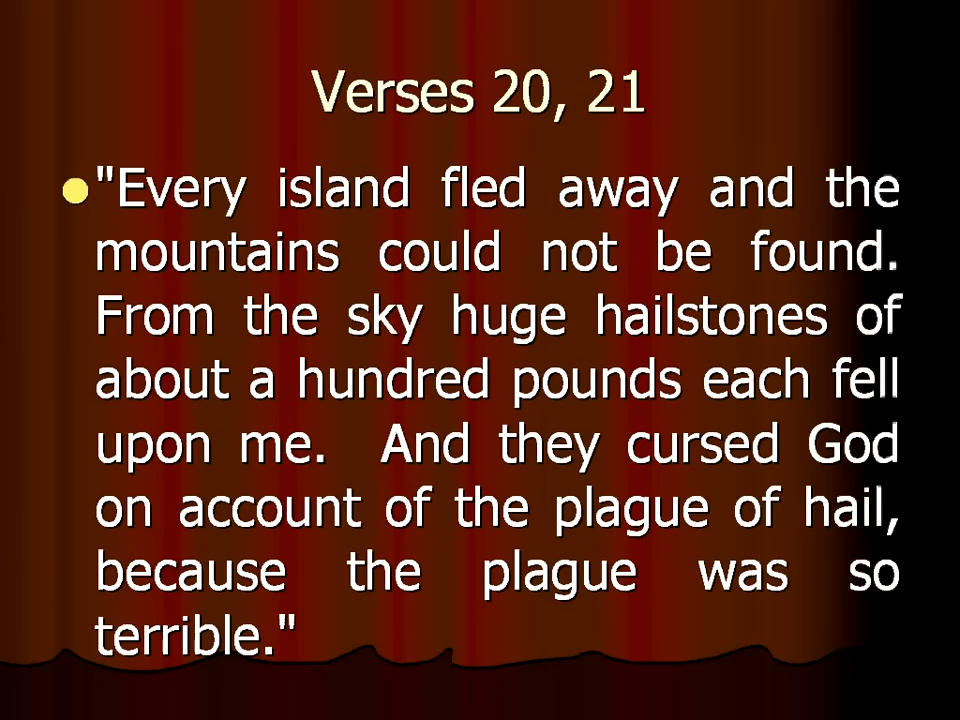 Verses 20, 21
"Every island fled away and the
mountains could not be found.
From the sky huge hailstones of
about a hundred pounds each fell
upon me. And they cursed God
on account of the plague of hail,
because the plague was so
terrible."